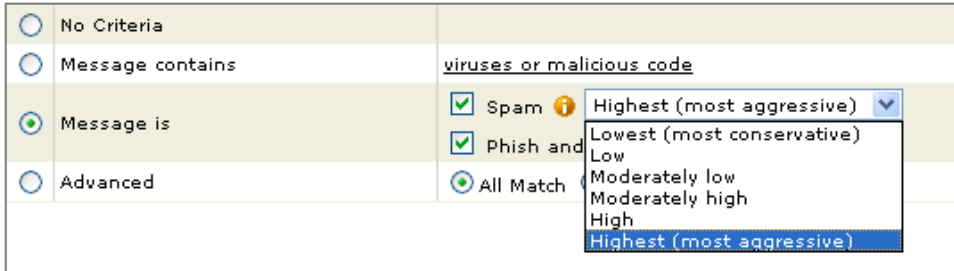 No Criteria
Message contains viruses or malicious code
Message is
Spam Highest (most aggressive)
Phish and
Lowest (most conservative)
Low
Moderately low
Moderately high
High
Highest (most aggressive)
Advanced All Match